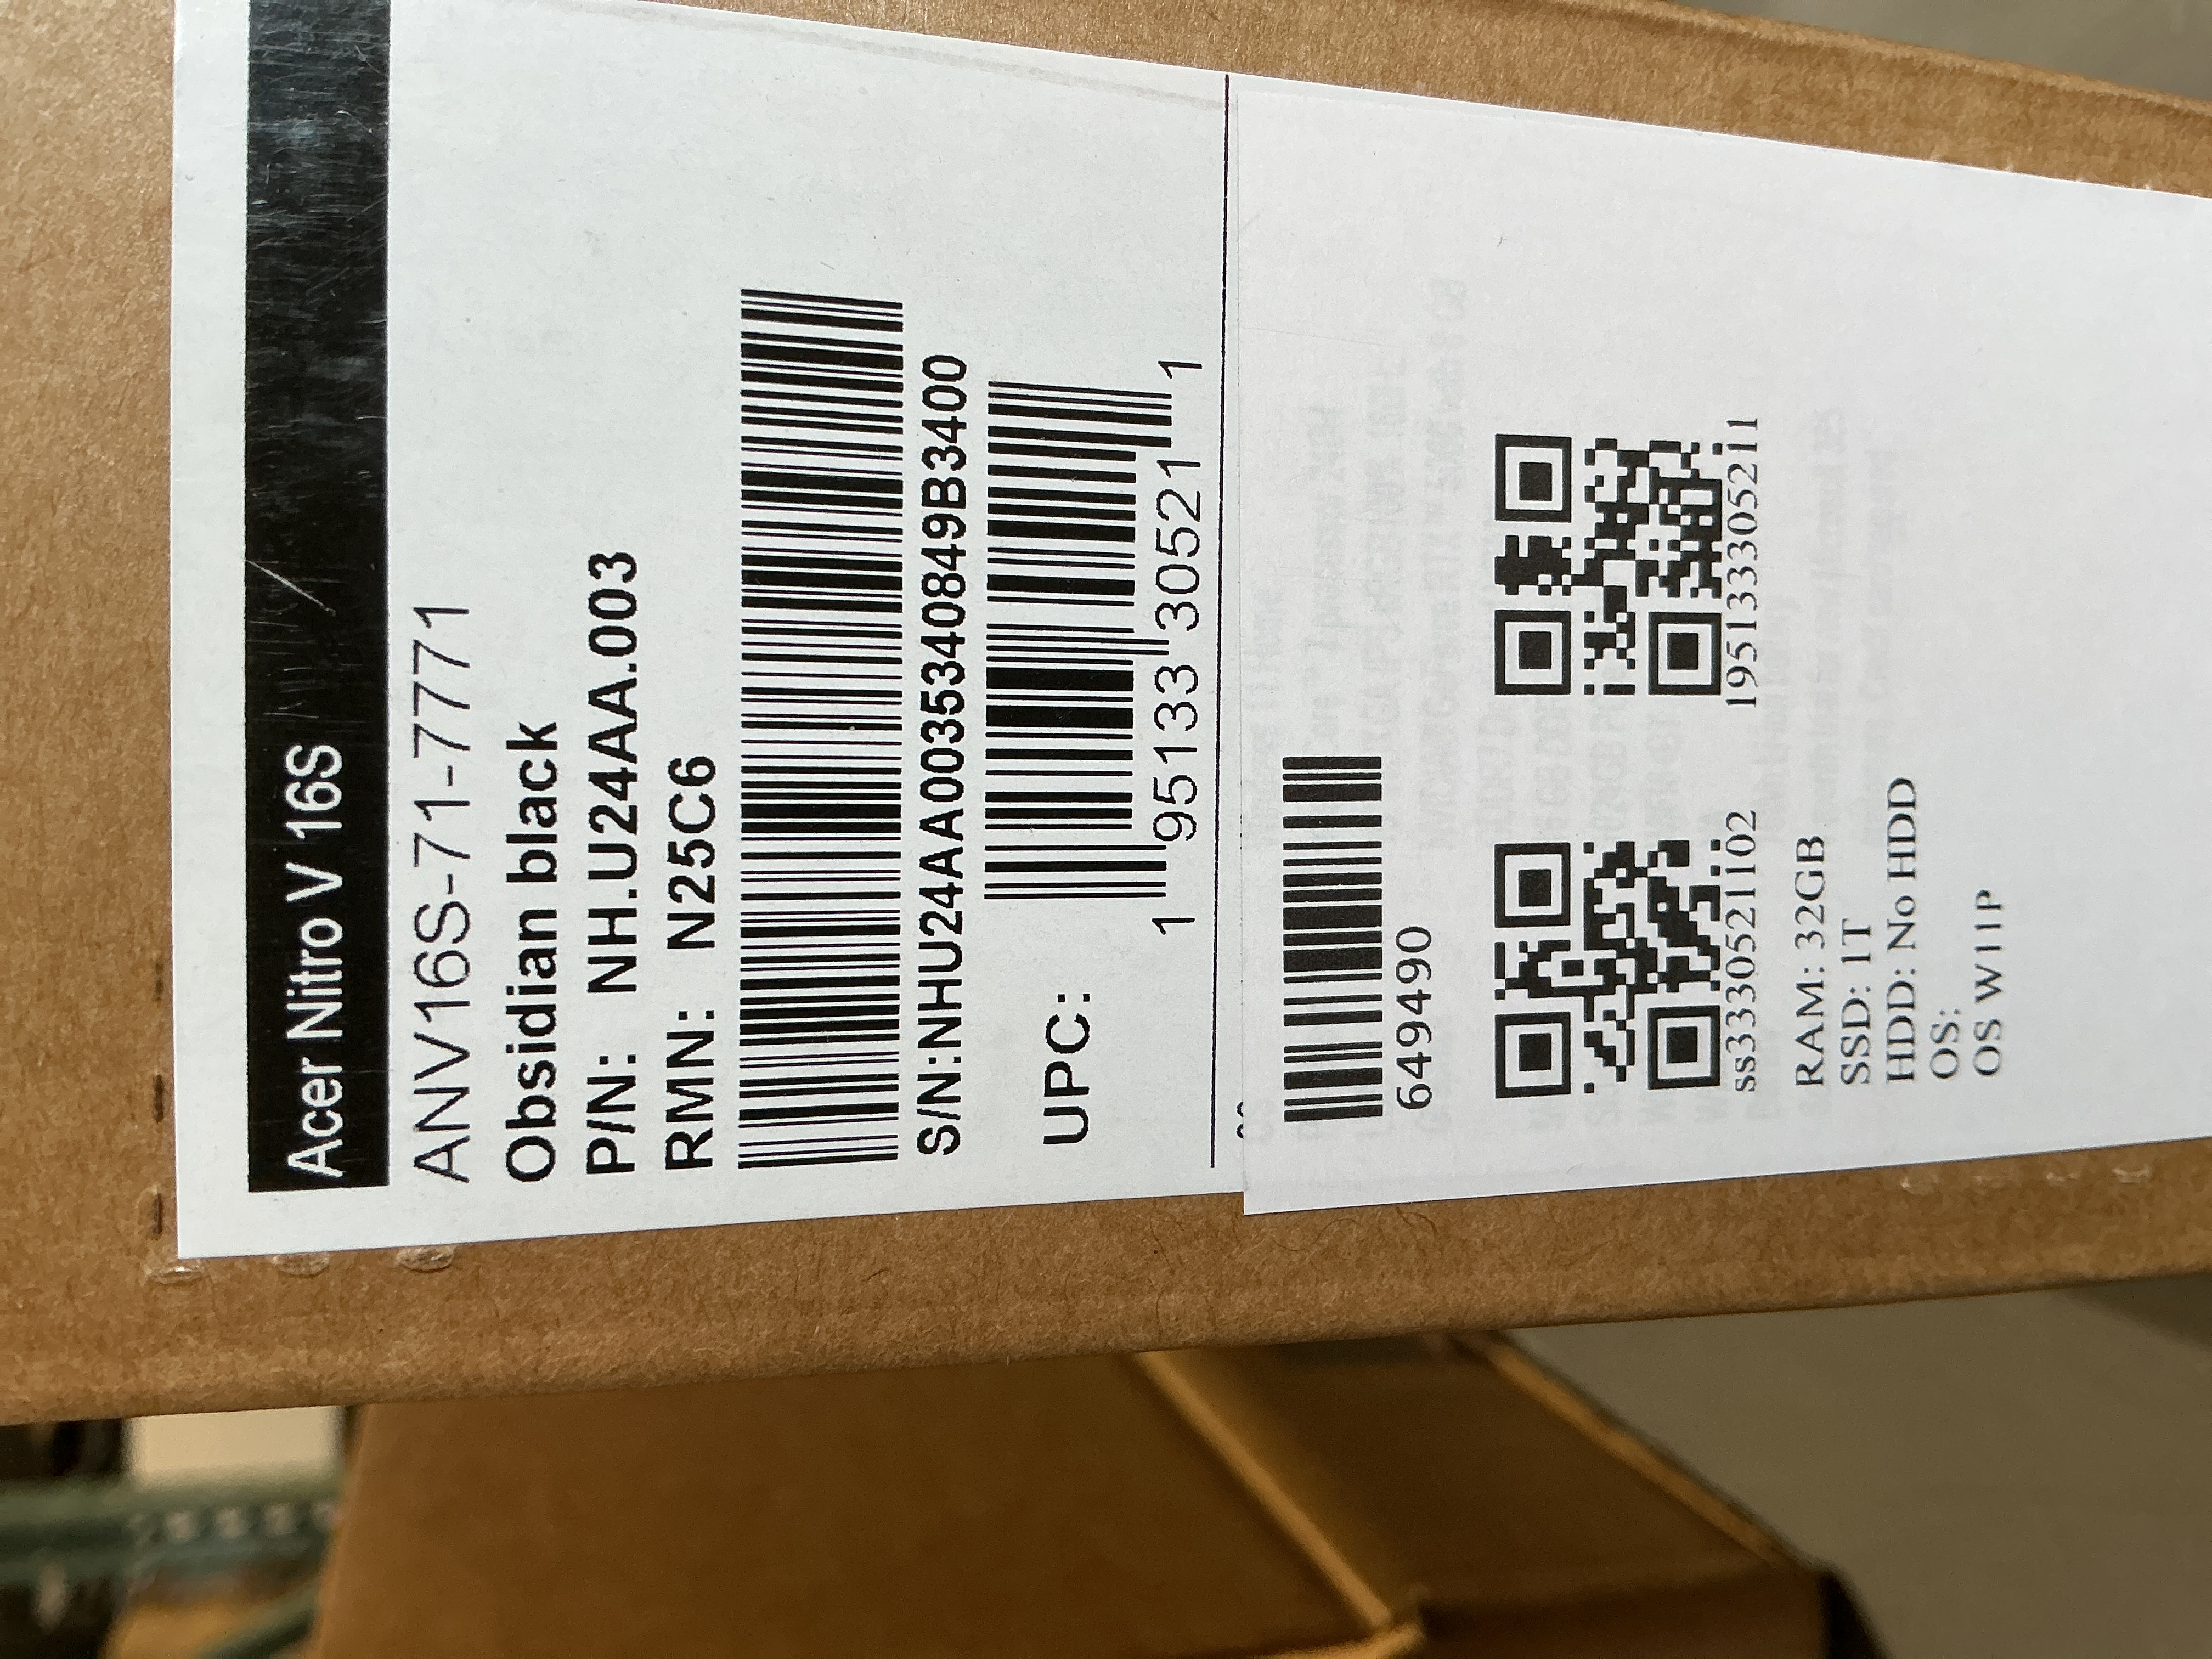 Acer Nitro V 16S
ANV16S-71-7771
Obsidian black
P/N: NH.U24AA.003
RMN: N25C6
S/N:NHU24AA0035340849B3400
UPC:
1 95133 30521 1
649490
ss33305211102
195133305211
RAM: 32GB
SSD: 1T
HDD: No HDD
OS:
OS W11P